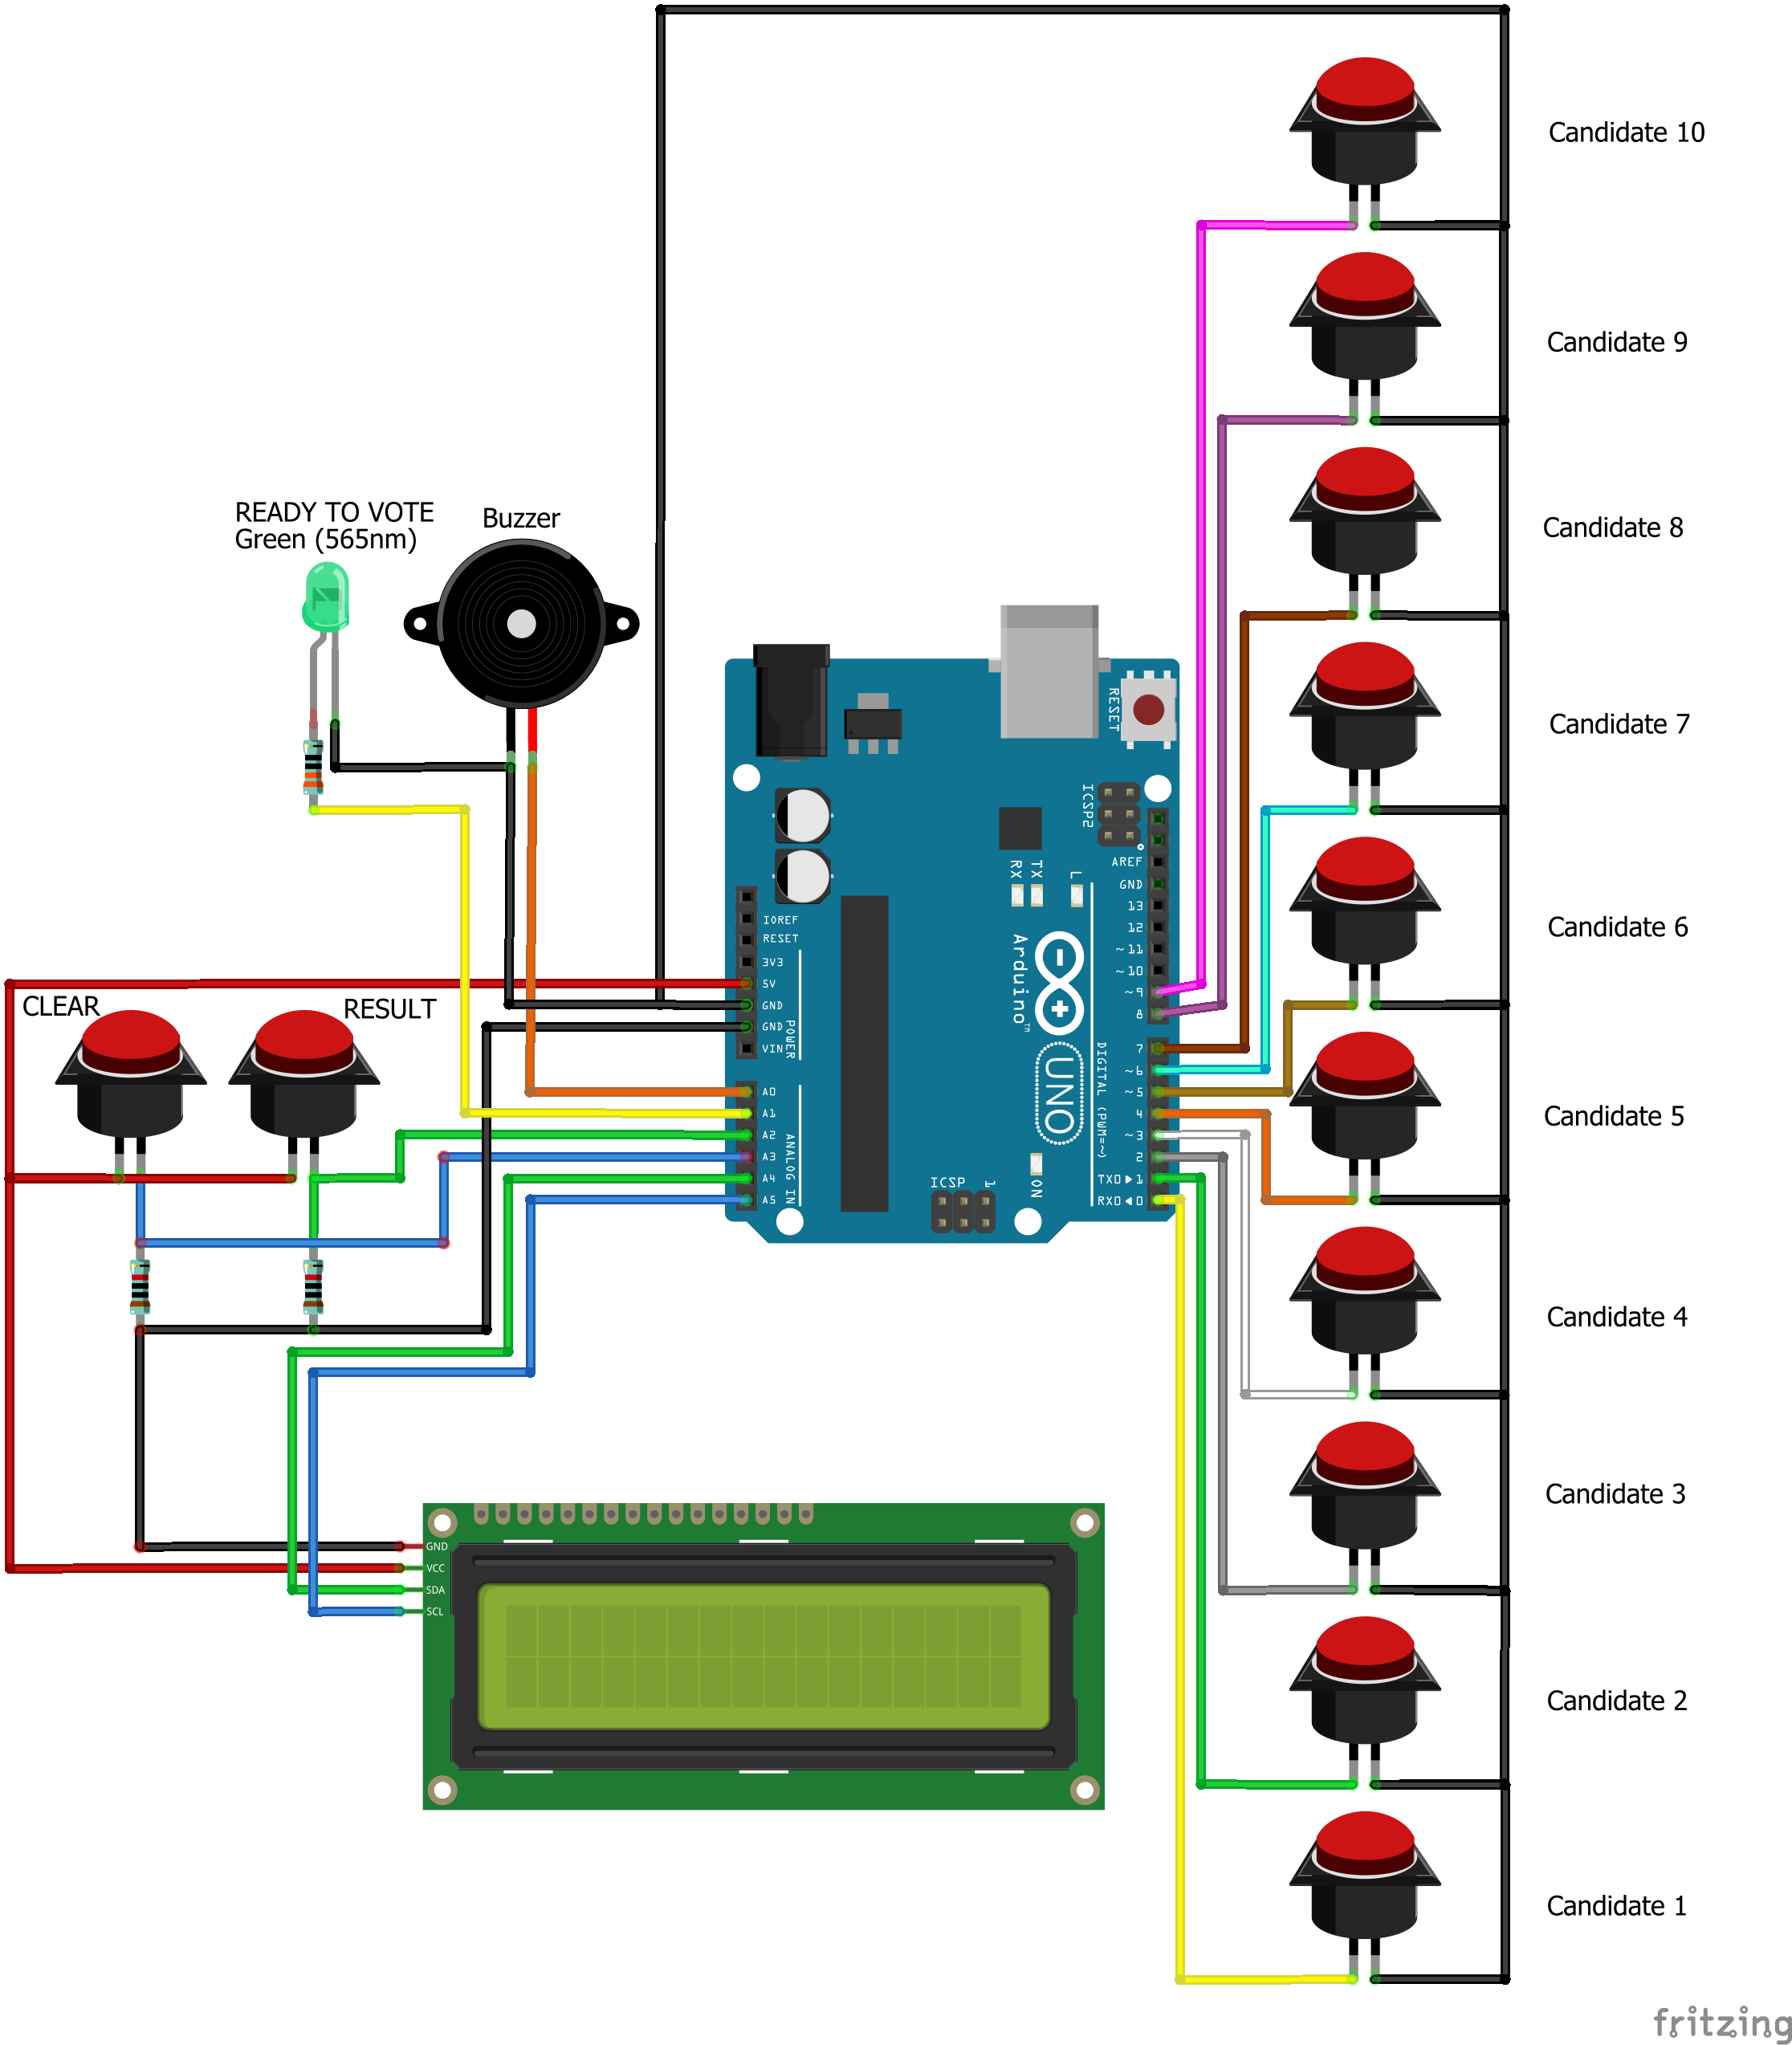 Candidate 10
Candidate 9
Candidate 8
Candidate 7
Candidate 6
Candidate 5
Candidate 4
Candidate 3
Candidate 2
Candidate 1
READY TO VOTE
Green (565nm)
Buzzer
CLEAR
RESULT
RESET
ICSP2
AREF
GND
13
12
~11
~10
~9
8
7
~6
~5
4
~3
2
TX0▶1
RX0◀0
DIGITAL (PWM=~)
RX
TX
L
Arduino™
UNO
ON
ICSP
1
IOREF
RESET
3V3
5V
GND
GND
VIN
POWER
A0
A1
A2
A3
A4
A5
ANALOG IN
GND
VCC
SDA
SCL
fritzing